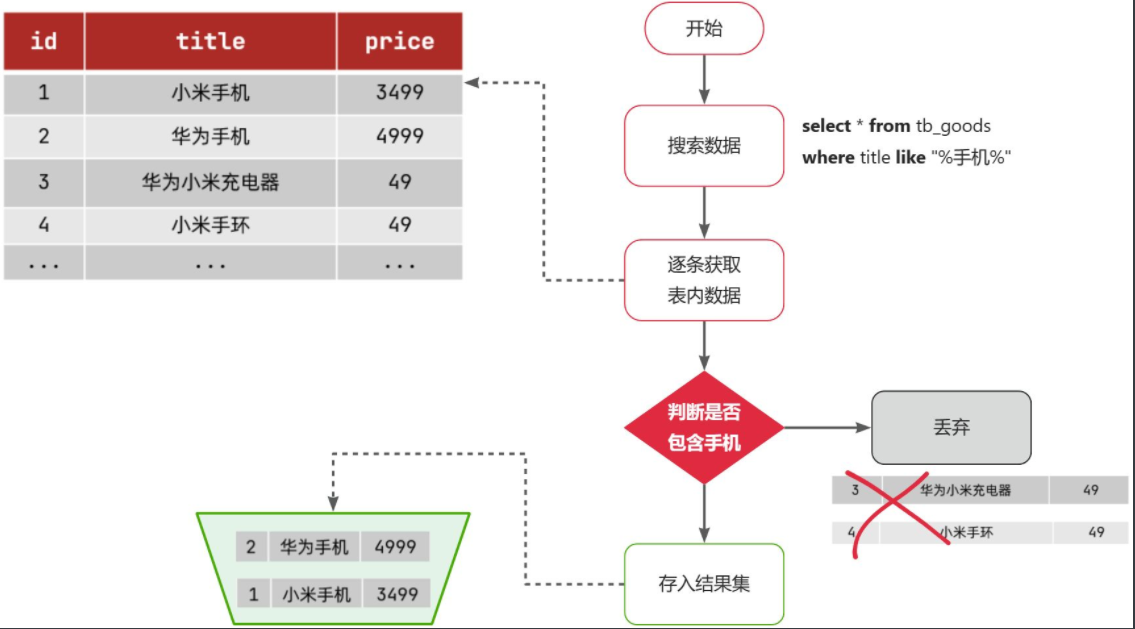 id title price
1 小米手机 3499
2 华为手机 4999
3 华为小米充电器 49
4 小米手环 49
... ... ...
开始
搜索数据
select * from tb_goods
where title like "%手机%"
逐条获取
表内数据
判断是否
包含手机
丢弃
3 华为小米充电器 49
4 小米手环 49
存入结果集
2 华为手机 4999
1 小米手机 3499